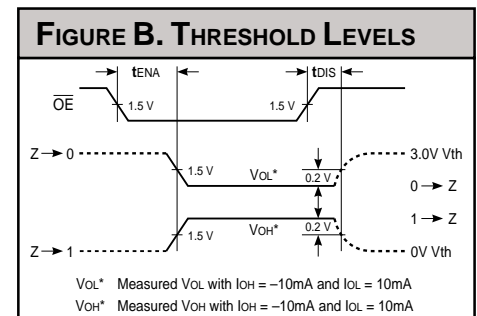 FIGURE B. THRESHOLD LEVELS
tENA tDIS
OE 1.5 V 1.5 V
Z 0 3.0V Vth
1.5 V VOL* 0.2 V
0 Z
1 Z
1.5 V VOH* 0.2 V
Z 1 0V Vth
VOL* Measured VOL with IOH = –10mA and IOL = 10mA
VOH* Measured VOH with IOH = –10mA and IOL = 10mA